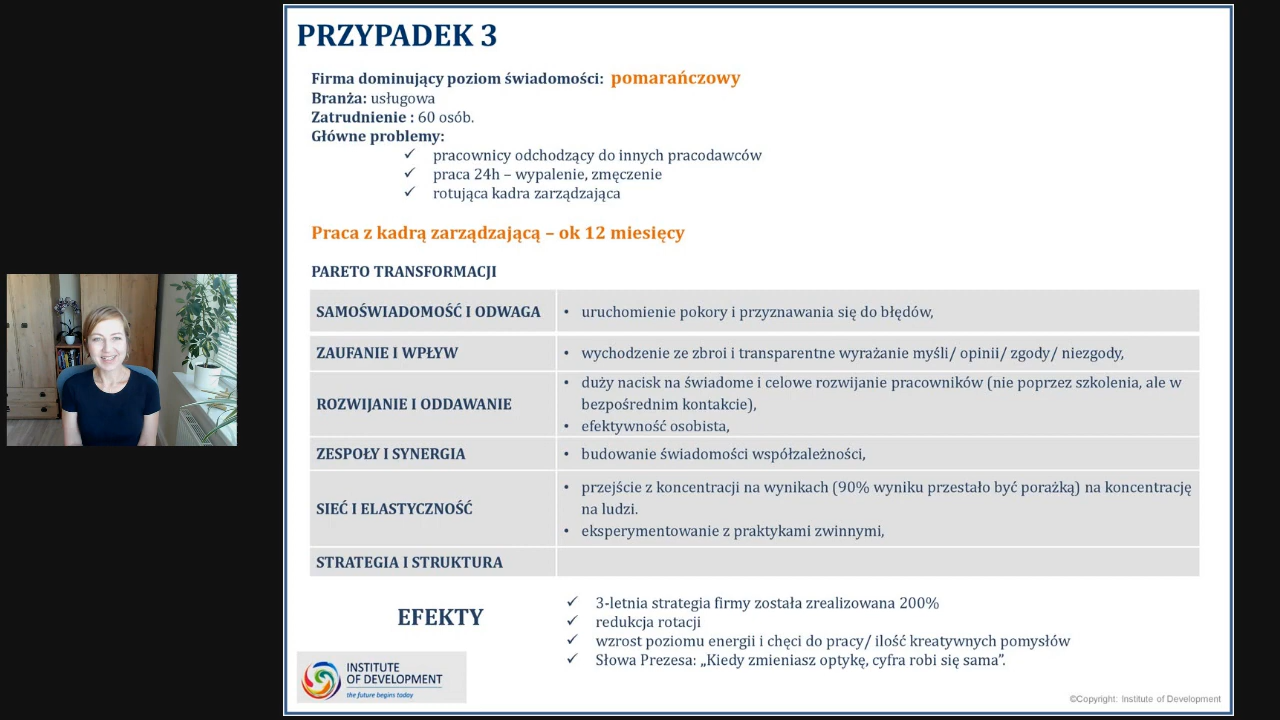 PRZYPADEK 3
Firma dominujący poziom świadomości: pomarańczowy
Branża: usługowa
Zatrudnienie : 60 osób.
Główne problemy:
✓ pracownicy odchodzący do innych pracodawców
✓ praca 24h – wypalenie, zmęczenie
✓ rotująca kadra zarządzająca
Praca z kadrą zarządzającą – ok 12 miesięcy
PARETO TRANSFORMACJI
SAMOŚWIADOMOŚĆ I ODWAGA
• uruchomienie pokory i przyznawania się do błędów,
ZAUFANIE I WPŁYW
• wychodzenie ze zbroi i transparentne wyrażanie myśli/ opinii/ zgody/ niezgody,
ROZWIJANIE I ODDAWANIE
• duży nacisk na świadome i celowe rozwijanie pracowników (nie poprzez szkolenia, ale w
bezpośrednim kontakcie),
• efektywność osobista,
ZESPOŁY I SYNERGIA
• budowanie świadomości współzależności,
SIEĆ I ELASTYCZNOŚĆ
• przejście z koncentracji na wynikach (90% wyniku przestało być porażką) na koncentrację
na ludzi.
• eksperymentowanie z praktykami zwinnymi,
STRATEGIA I STRUKTURA
EFEKTY
✓ 3-letnia strategia firmy została zrealizowana 200%
✓ redukcja rotacji
✓ wzrost poziomu energii i chęci do pracy/ ilość kreatywnych pomysłów
✓ Słowa Prezesa: „Kiedy zmieniasz optykę, cyfra robi się sama”.
INSTITUTE
OF DEVELOPMENT
the future begins today
©Copyright: Institute of Development